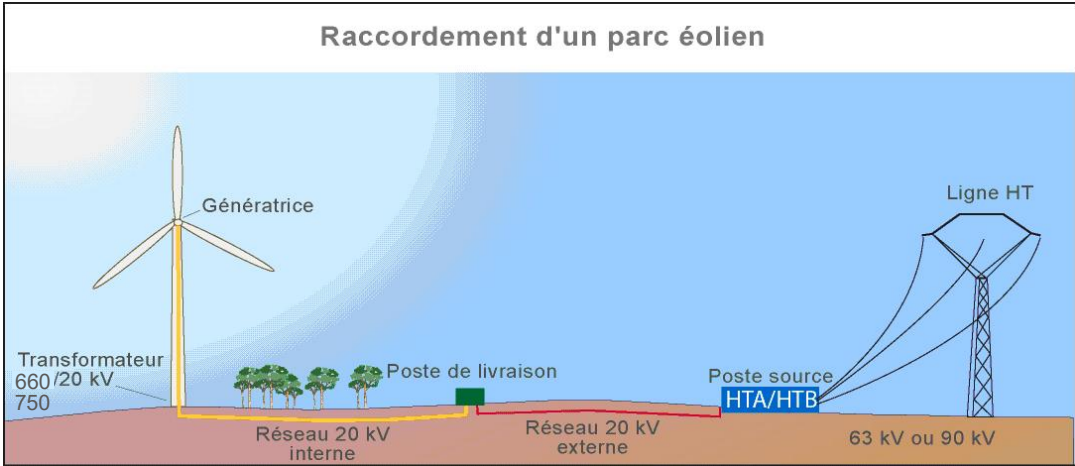 Raccordement d'un parc éolien
Génératrice
Ligne HT
Transformateur
660 /20 kV
750
Poste de livraison
Poste source
HTA/HTB
Réseau 20 kV
interne
Réseau 20 kV
externe
63 kV ou 90 kV